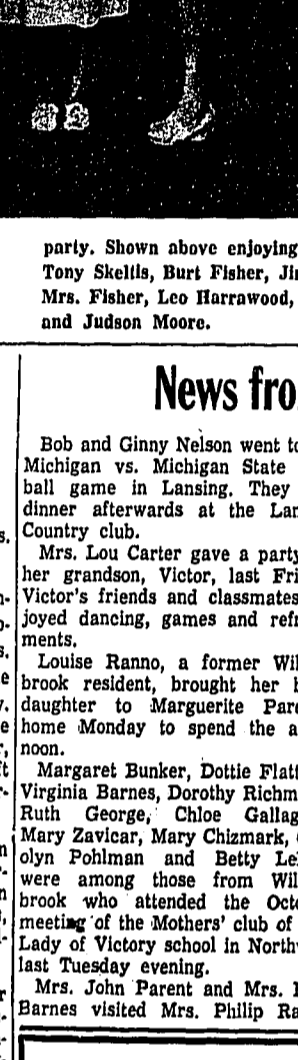 party. Shown above enjoying
Tony Skeltis, Burt Fisher, Ji
Mrs. Fisher, Leo Harrawood,
and Judson Moore.
News fro
Bob and Ginny Nelson went to
Michigan vs. Michigan State
ball game in Lansing. They
dinner afterwards at the Lan
Country club.
Mrs. Lou Carter gave a party
her grandson, Victor, last Fri
Victor's friends and classmates
joyed dancing, games and refr
ments.
Louise Ranno, a former Wil
brook resident, brought her
daughter to Marguerite Par
home Monday to spend the a
noon.
Margaret Bunker, Dottie Flatt
Virginia Barnes, Dorothy Richm
Ruth George, Chloe Gallag
Mary Zavicar, Mary Chizmark,
olyn Pohlman and Betty Le
were among those from Wil
brook who attended the Octo
meeting of the Mothers' club of
Lady of Victory school in North
last Tuesday evening.
Mrs. John Parent and Mrs.
Barnes visited Mrs. Philip Ra